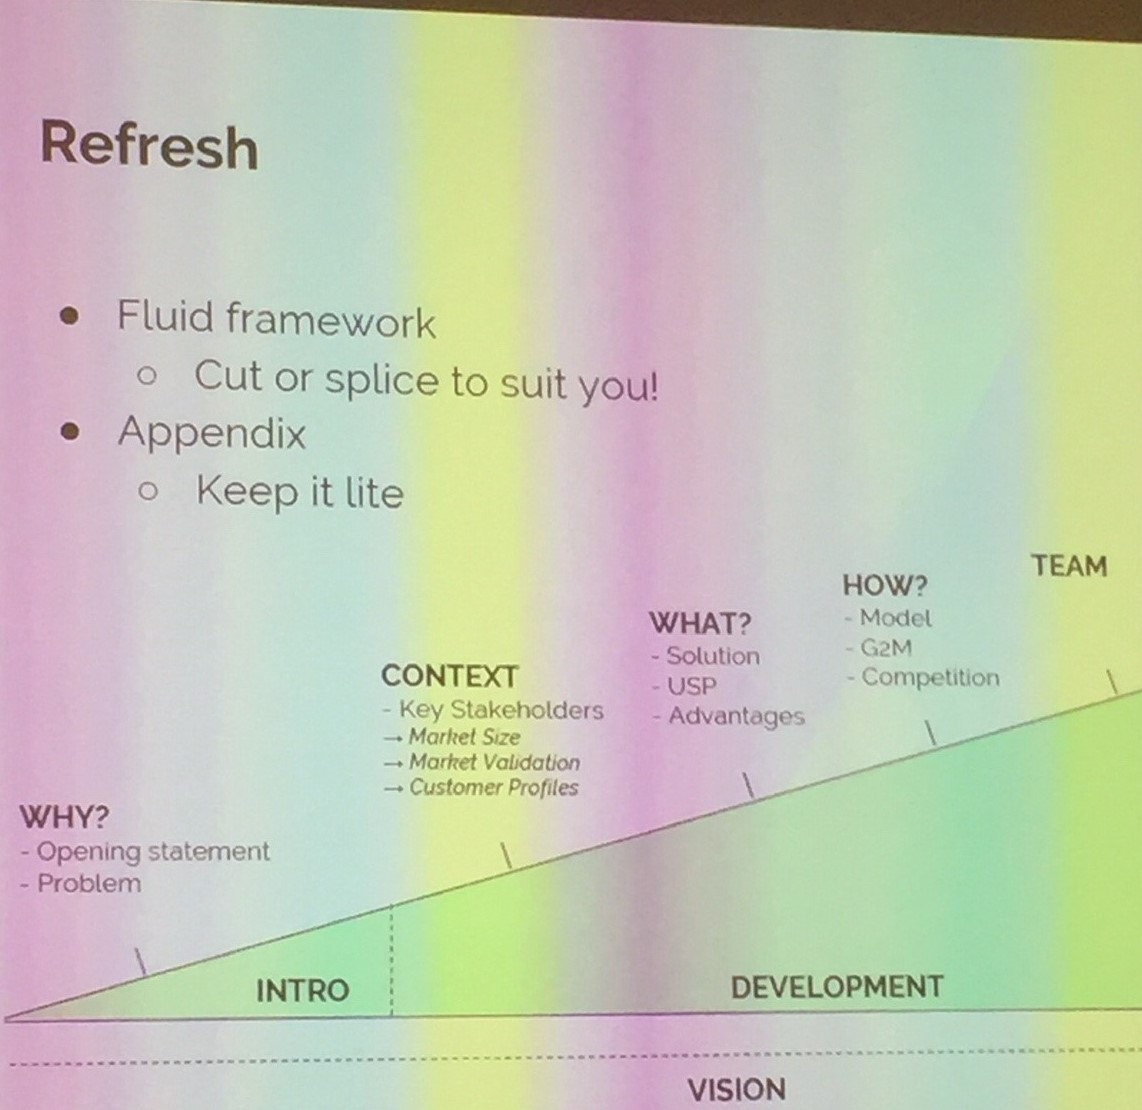 Refresh
● Fluid framework
○ Cut or splice to suit you!
● Appendix
○ Keep it lite
WHY?
- Opening statement
- Problem
CONTEXT
- Key Stakeholders
→ Market Size
→ Market Validation
→ Customer Profiles
WHAT?
- Solution
- USP
- Advantages
HOW?
- Model
- G2M
- Competition
TEAM
INTRO
DEVELOPMENT
VISION